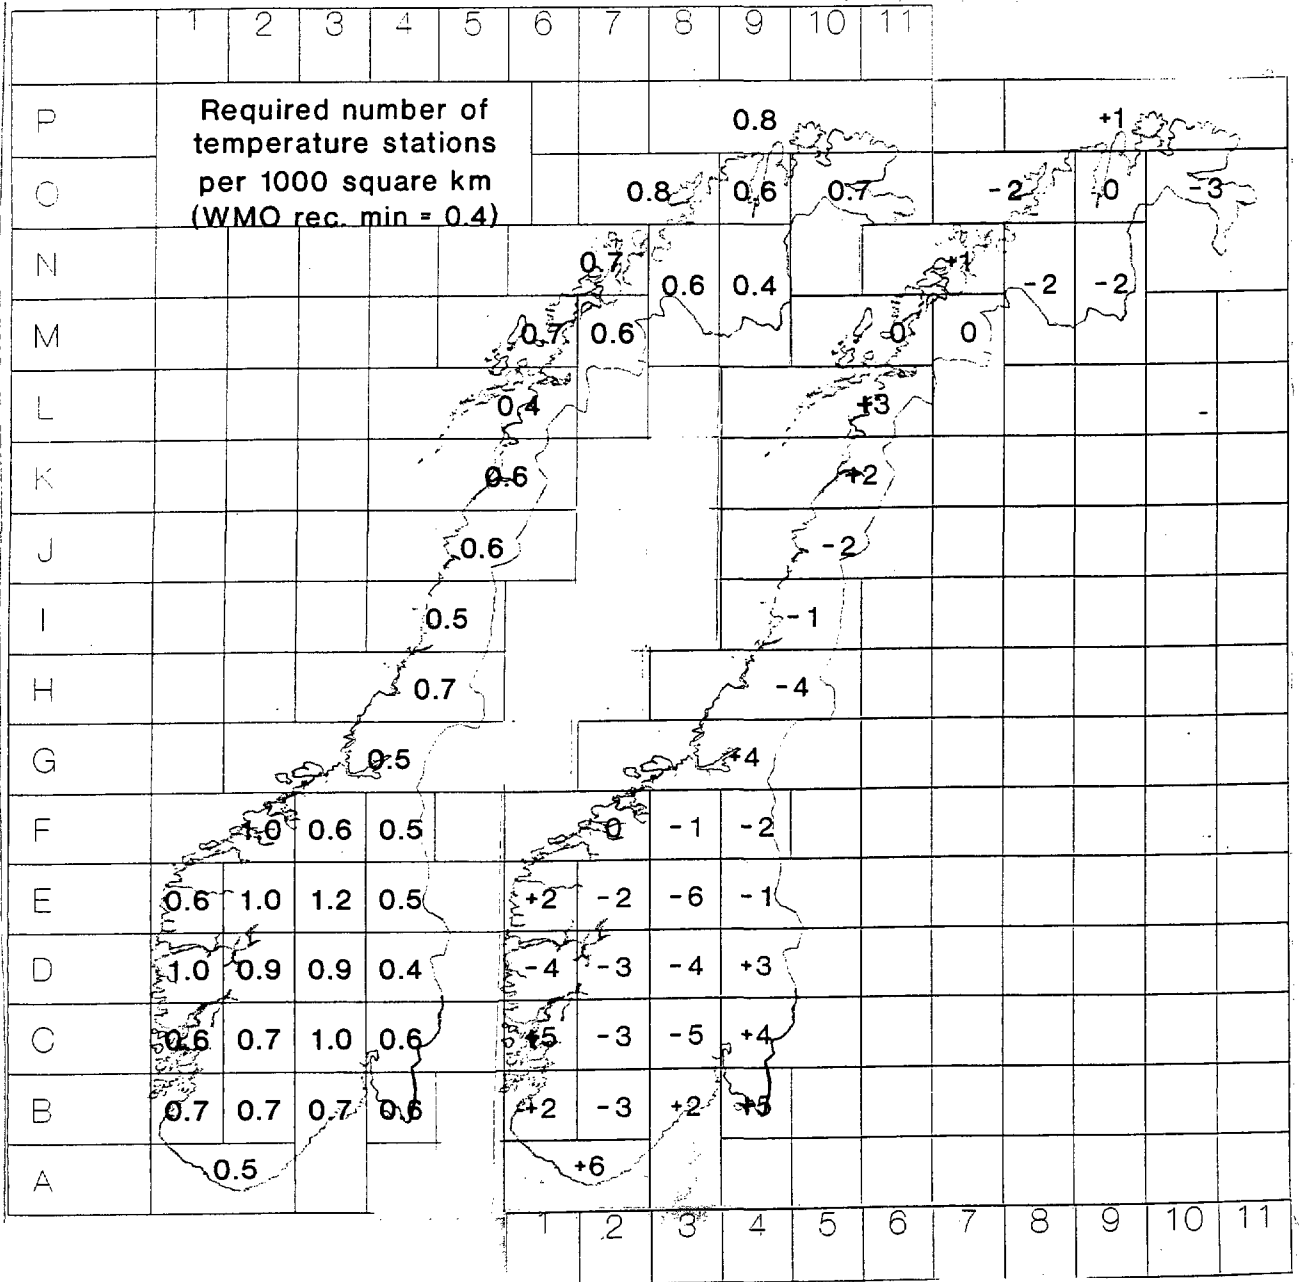 1 2 3 4 5 6 7 8 9 10 11
P 0.8 +1
Required number of
temperature stations
per 1000 square km
(WMO rec. min = 0.4)
O 0.8 0.6 0.7 -2 0 -3
N 0.7 +1
0.6 0.4 -2 -2
M 0.7 0.6 0 0
L 0.4 +3
K 0.6 +2
J 0.6 -2
I 0.5 -1
H 0.7 -4
G 0.5 +4
F 1.0 0.6 0.5 0 -1 -2
E 0.6 1.0 1.2 0.5 +2 -2 -6 -1
D 1.0 0.9 0.9 0.4 -4 -3 -4 +3
C 0.6 0.7 1.0 0.6 +5 -3 -5 +4
B 0.7 0.7 0.7 0.6 +2 -3 +2 +5
A 0.5 +6
1 2 3 4 5 6 7 8 9 10 11